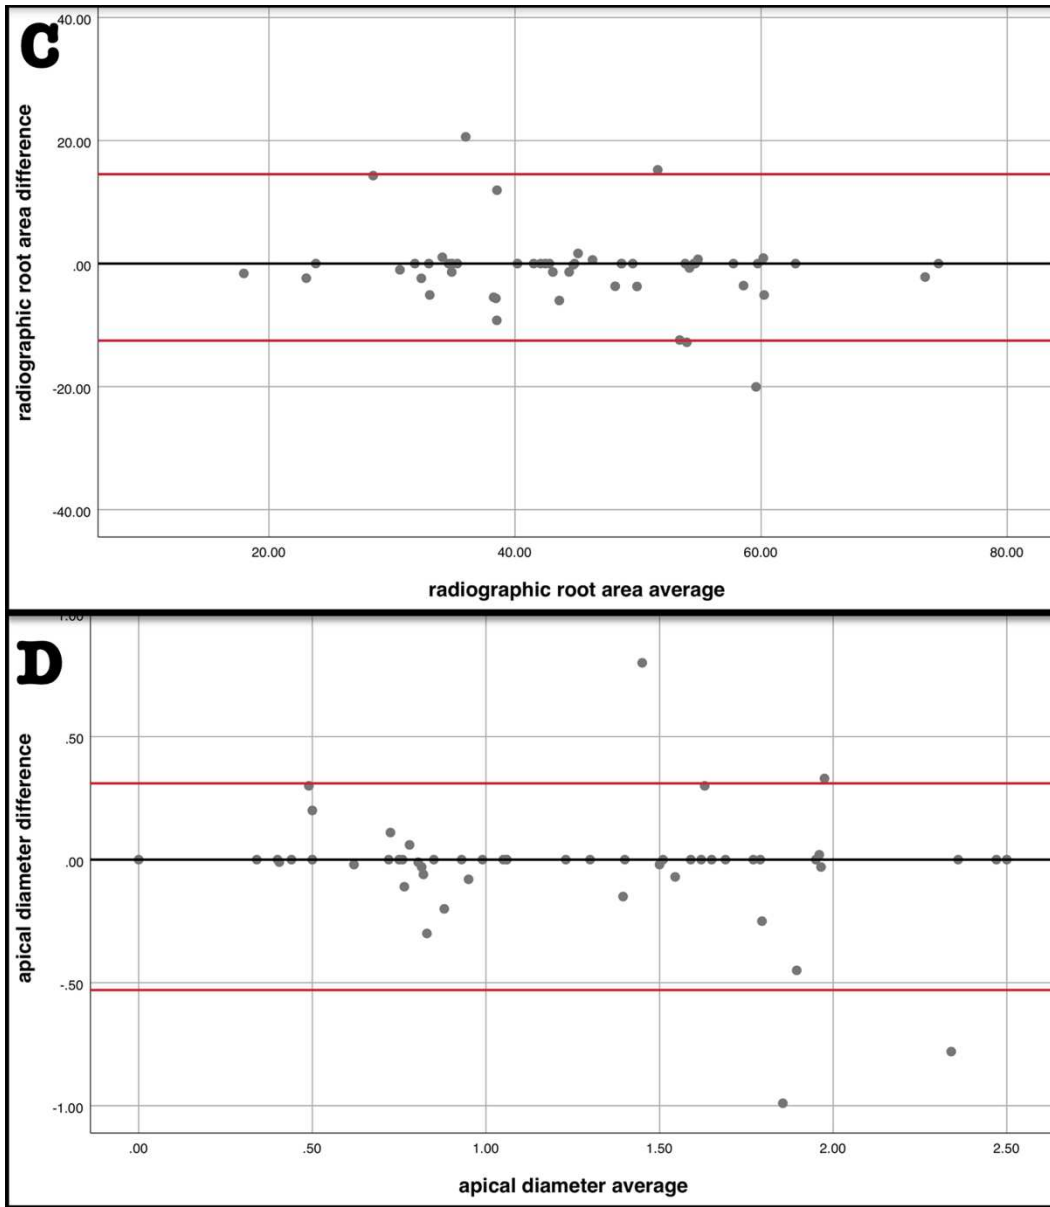 C
40.00
20.00
.00
-20.00
-40.00
radiographic root area difference
20.00 40.00 60.00 80.00
radiographic root area average
D
1.00
.50
.00
-.50
-1.00
apical diameter difference
.00 .50 1.00 1.50 2.00 2.50
apical diameter average